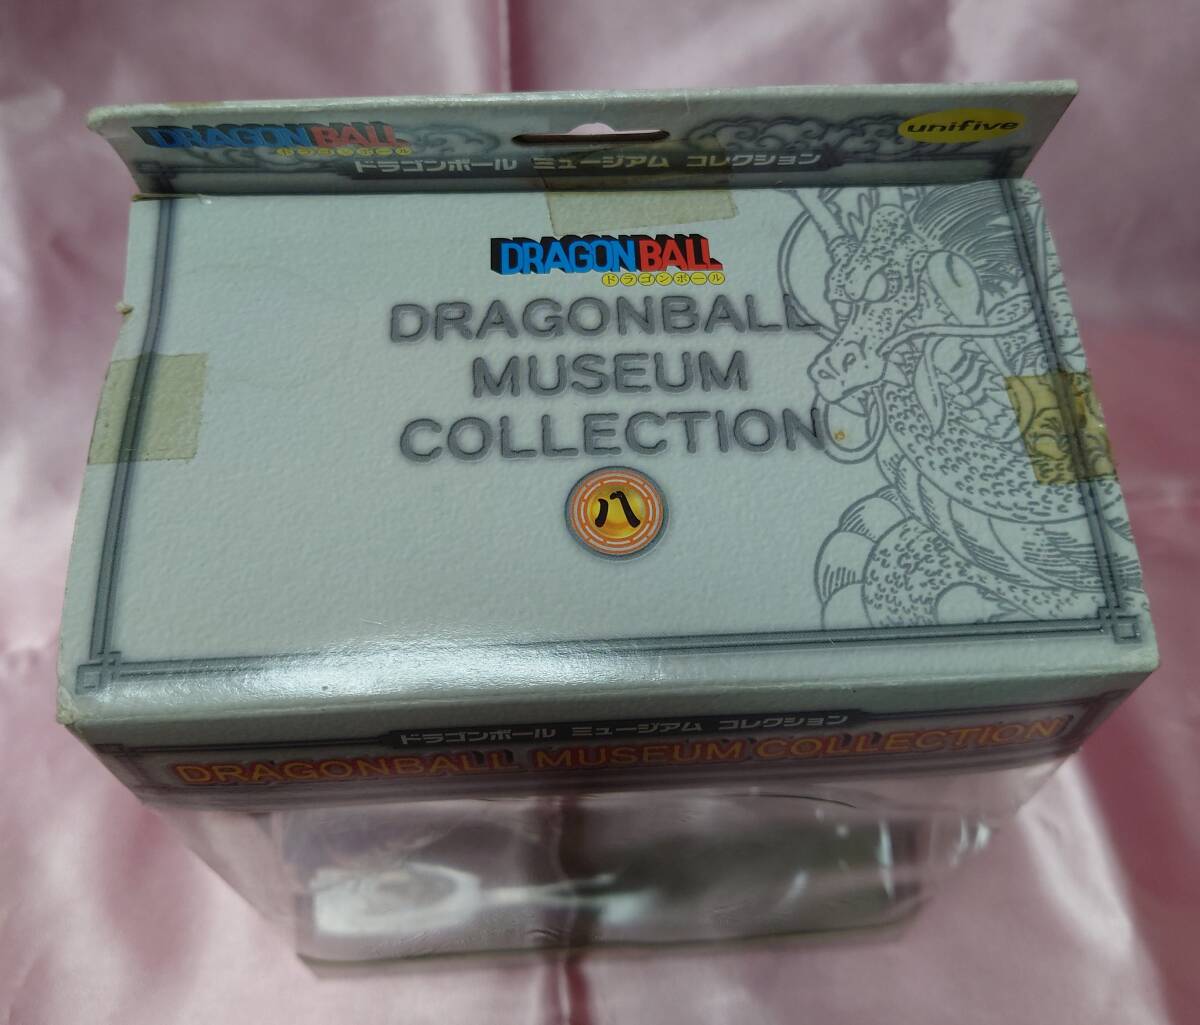 DRAGONBALL
ドラゴンボール
unifive
ドラゴンボール ミュージアム コレクション
DRAGONBALL
ドラゴンボール
DRAGONBALL
MUSEUM
COLLECTION
八
ドラゴンボール ミュージアム コレクション
DRAGONBALL MUSEUM COLLECTION